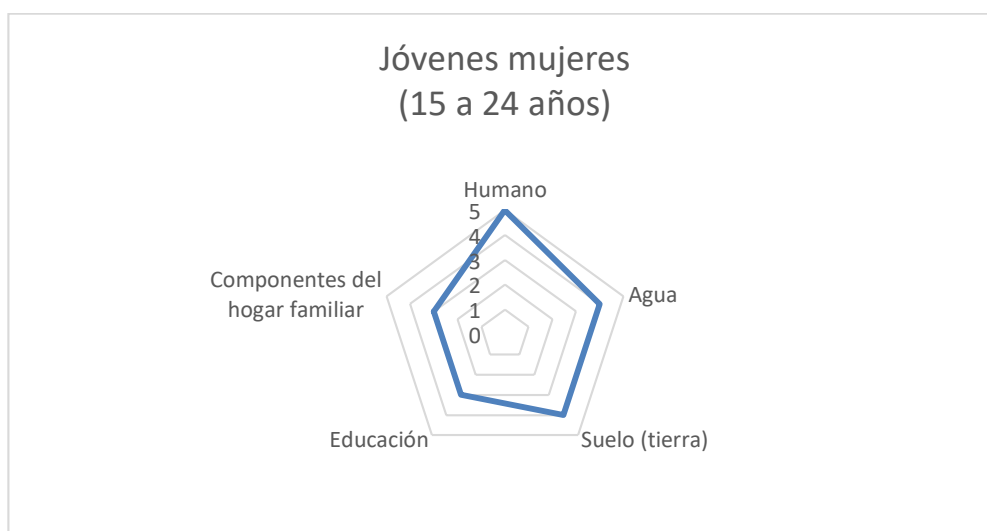 Jóvenes mujeres
(15 a 24 años)
Humano
5
4
3
2
1
0
Agua
Suelo (tierra)
Educación
Componentes del
hogar familiar